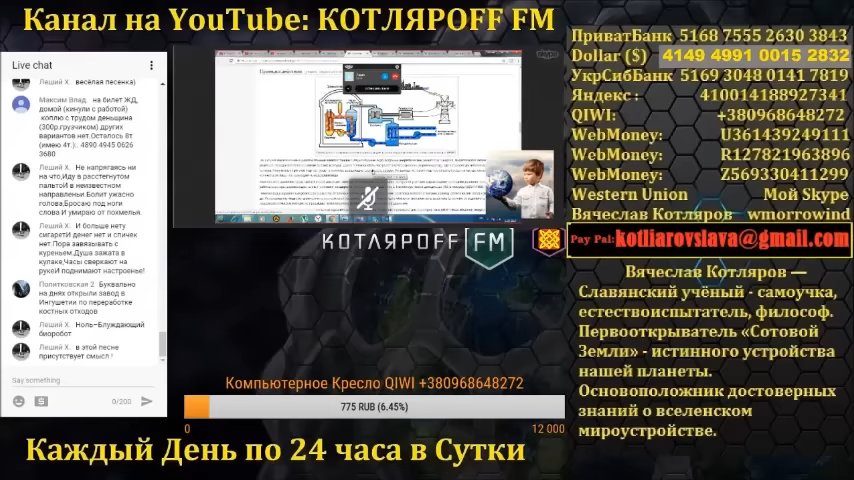 Канал на YouTube: КОТЛЯРОFF FM
Live chat
Леший Х. весёлая песенка)
Максим Влад. на билет ЖД,
домой (кинули с работой)
коплю с трудом деньщина
(300р.грузчиком) других
вариантов нет.Осталось 8т
(имею 4т.). 4890 4945 0626
3680
Леший Х. Не напрягаясь ни
на что,Иду в расстегнутом
пальтоИ в неизвестном
направленьи.Болит ужасно
голова,Бросаю под ноги
слова И умираю от похмелья.
Леший Х. И больше нету
сигаретИ денег нет и спичек
нет.Пора завязывать с
куреньем.Душа зажата в
кулаке,Часы сверкают на
рукеИ поднимают настроенье!
Политковская 2 Буквально
на днях открыли завод в
Ингушетии по переработке
костных отходов
Леший Х. Ноль–Блуждающий
биоробот
Леший Х. в этой песне
присутствует смысл !
Say something...
0/200
КОТЛЯРОFF FM
Компьютерное Кресло QIWI +380968648272
775 RUB (6.45%)
0
12 000
Каждый День по 24 часа в Сутки
ПриватБанк 5168 7555 2630 3843
Dollar ($) 4149 4991 0015 2832
УкрСибБанк 5169 3048 0141 7819
Яндекс : 410014188927341
QIWI: +380968648272
WebMoney: U361439249111
WebMoney: R127821963896
WebMoney: Z569330411299
Western Union Мой Skype
Вячеслав Котляров wmorrowind
Pay Pal: kotliarovslava@gmail.com
Вячеслав Котляров —
Славянский учёный - самоучка,
естествоиспытатель, философ.
Первооткрыватель «Сотовой
Земли» - истинного устройства
нашей планеты.
Основоположник достоверных
знаний о вселенском
мироустройстве.